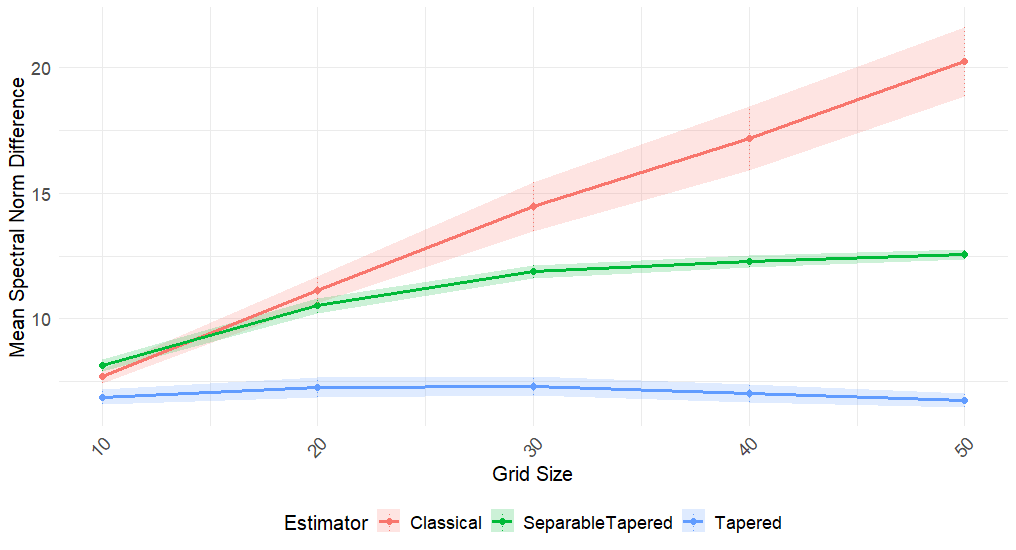 Mean Spectral Norm Difference
20
15
10
10 20 30 40 50
Grid Size
Estimator Classical SeparableTapered Tapered